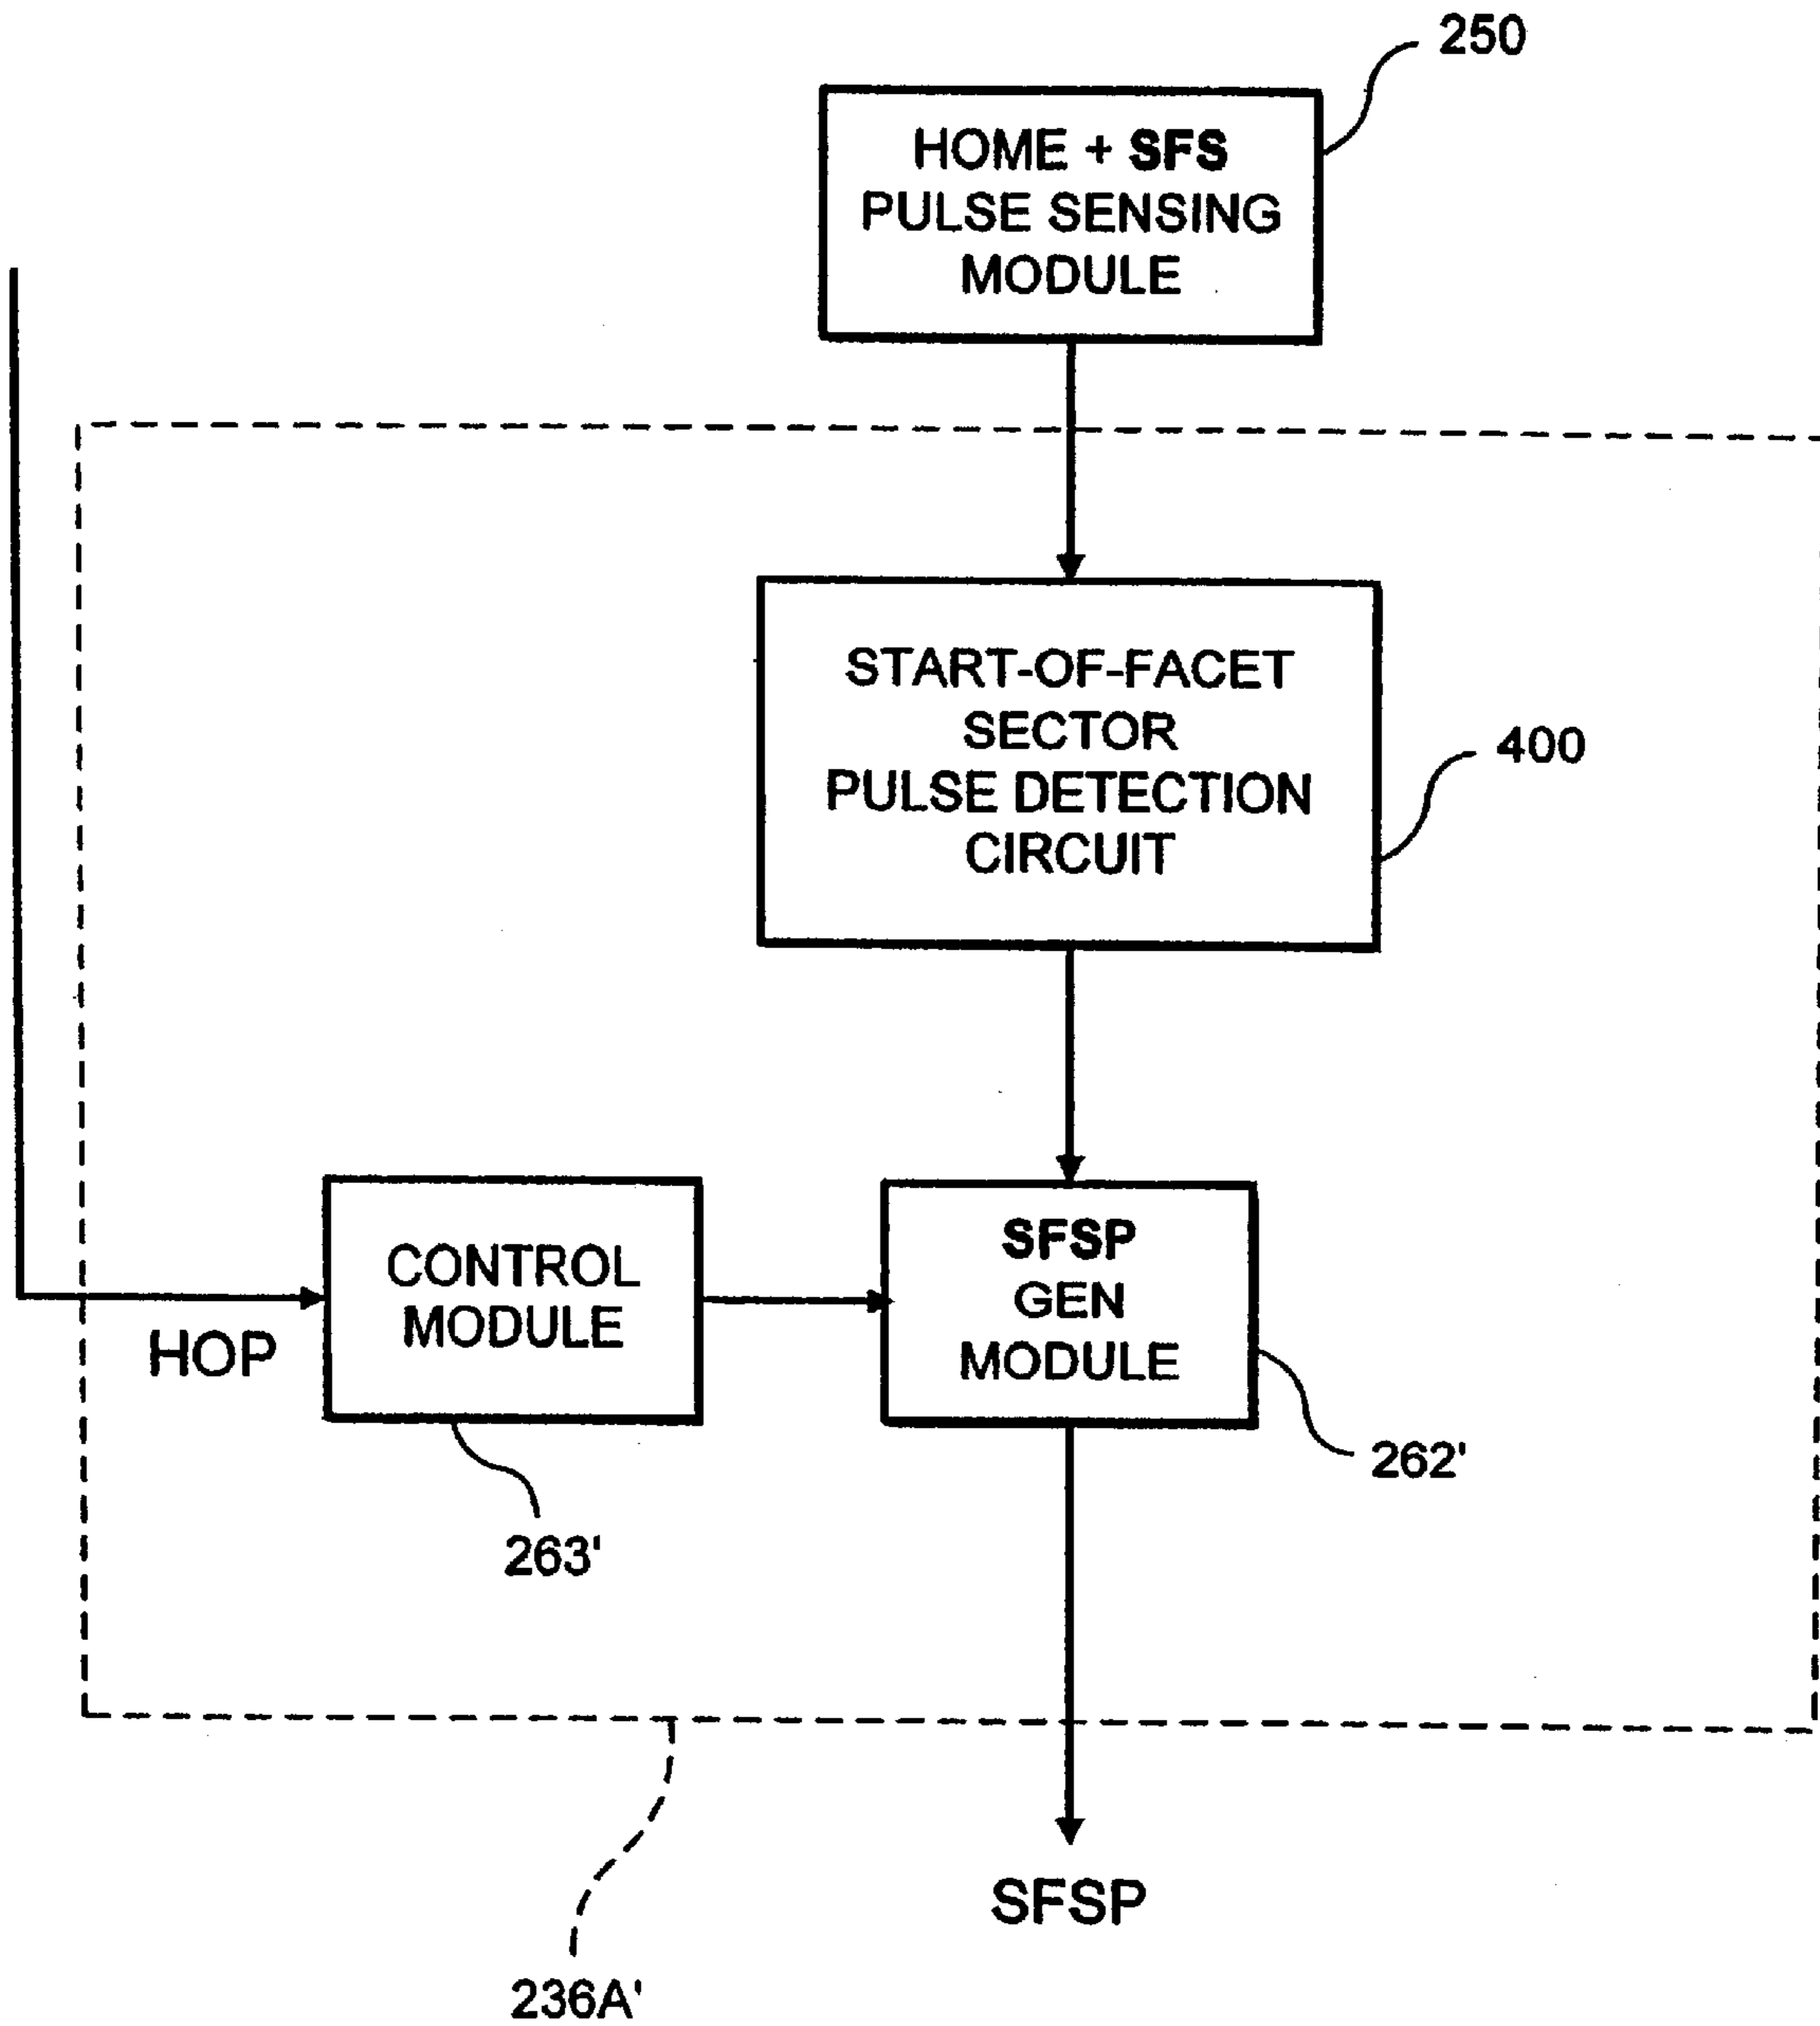 250
HOME + SFS
PULSE SENSING
MODULE
START-OF-FACET
SECTOR
PULSE DETECTION
CIRCUIT
400
CONTROL
MODULE
SFSP
GEN
MODULE
HOP
262'
263'
SFSP
236A'